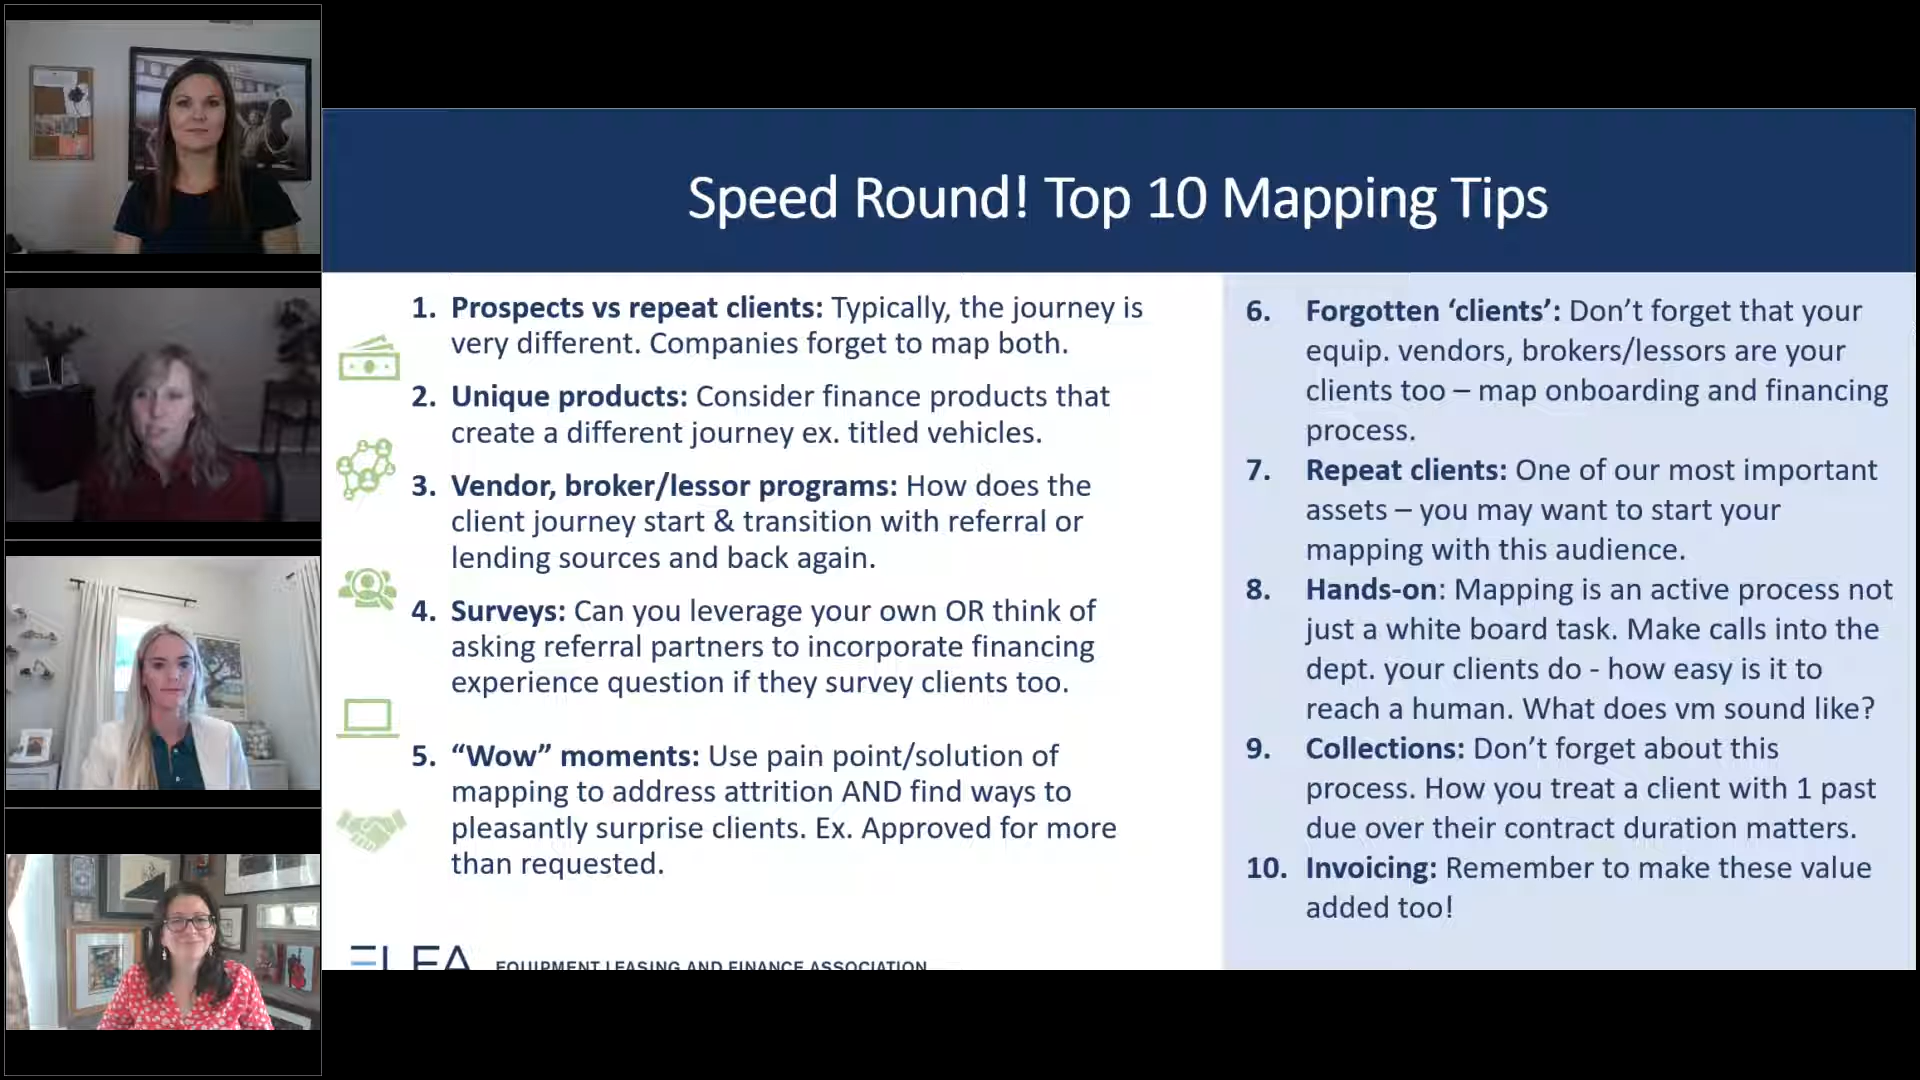 Speed Round! Top 10 Mapping Tips
1. Prospects vs repeat clients: Typically, the journey is
very different. Companies forget to map both.
2. Unique products: Consider finance products that
create a different journey ex. titled vehicles.
3. Vendor, broker/lessor programs: How does the
client journey start & transition with referral or
lending sources and back again.
4. Surveys: Can you leverage your own OR think of
asking referral partners to incorporate financing
experience question if they survey clients too.
5. “Wow” moments: Use pain point/solution of
mapping to address attrition AND find ways to
pleasantly surprise clients. Ex. Approved for more
than requested.
6. Forgotten ‘clients’: Don’t forget that your
equip. vendors, brokers/lessors are your
clients too – map onboarding and financing
process.
7. Repeat clients: One of our most important
assets – you may want to start your
mapping with this audience.
8. Hands-on: Mapping is an active process not
just a white board task. Make calls into the
dept. your clients do - how easy is it to
reach a human. What does vm sound like?
9. Collections: Don’t forget about this
process. How you treat a client with 1 past
due over their contract duration matters.
10. Invoicing: Remember to make these value
added too!
ELFA EQUIPMENT LEASING AND FINANCE ASSOCIATION